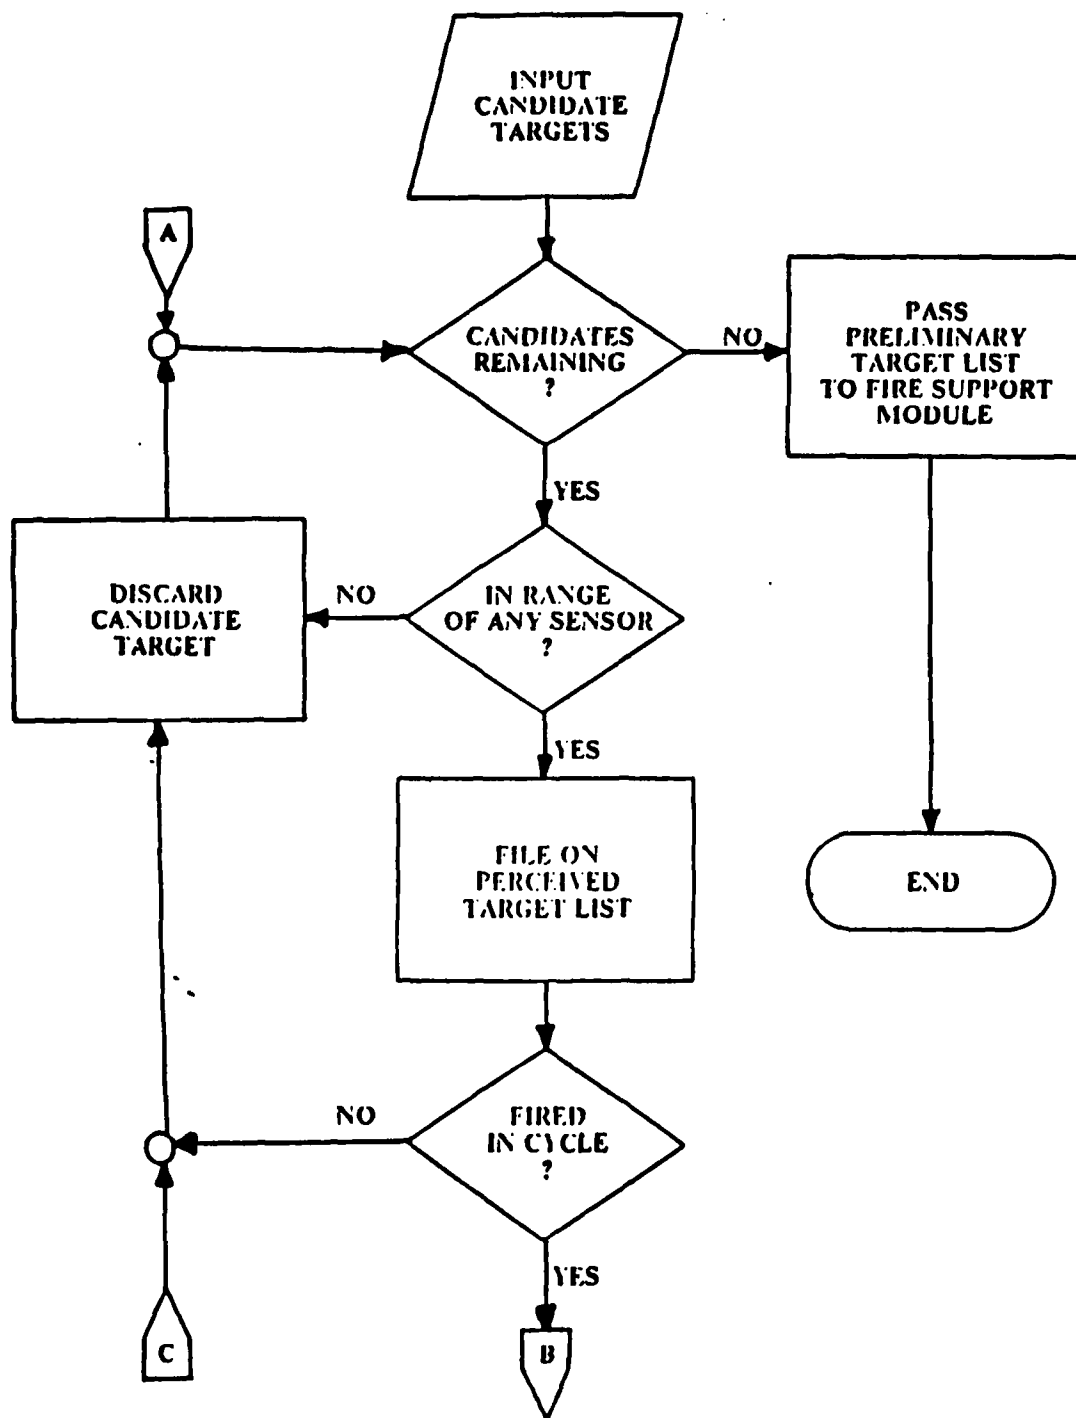 INPUT
CANDIDATE
TARGETS
A
CANDIDATES
REMAINING
?
NO
PASS
PRELIMINARY
TARGET LIST
TO FIRE SUPPORT
MODULE
YES
DISCARD
CANDIDATE
TARGET
NO
IN RANGE
OF ANY SENSOR
?
YES
FILE ON
PERCEIVED
TARGET LIST
END
NO
FIRED
IN CYCLE
?
YES
C
B